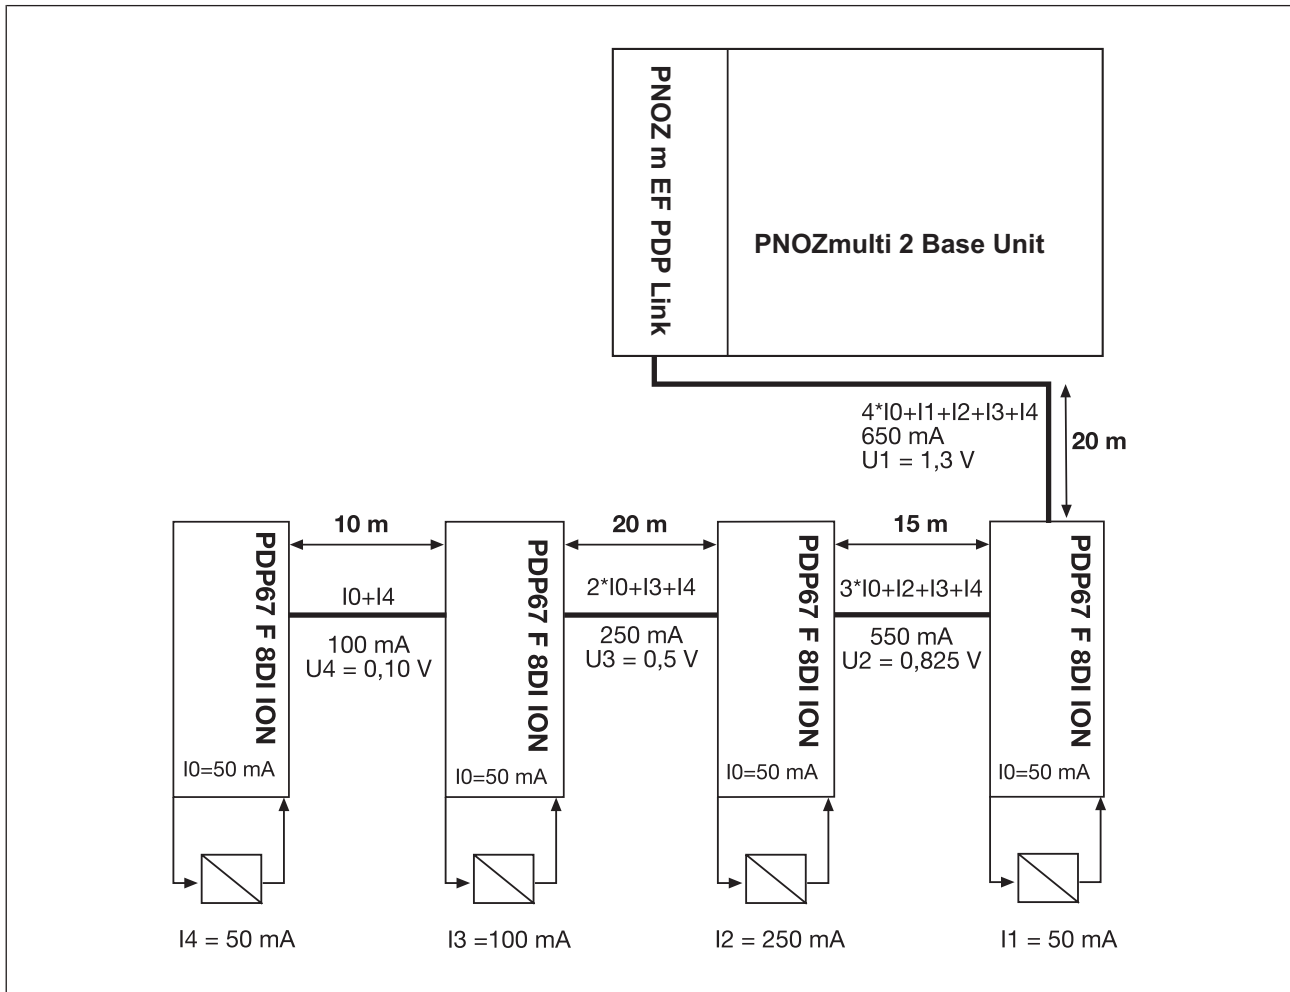 PNOZ m EF PDP Link
PNOZmulti 2 Base Unit
4*I0+I1+I2+I3+I4
650 mA
U1 = 1,3 V
20 m
10 m
20 m
15 m
PDP67 F 8DI ION
I0+I4
100 mA
U4 = 0,10 V
I0=50 mA
PDP67 F 8DI ION
2*I0+I3+I4
250 mA
U3 = 0,5 V
I0=50 mA
PDP67 F 8DI ION
3*I0+I2+I3+I4
550 mA
U2 = 0,825 V
I0=50 mA
PDP67 F 8DI ION
I0=50 mA
I4 = 50 mA
I3 =100 mA
I2 = 250 mA
I1 = 50 mA